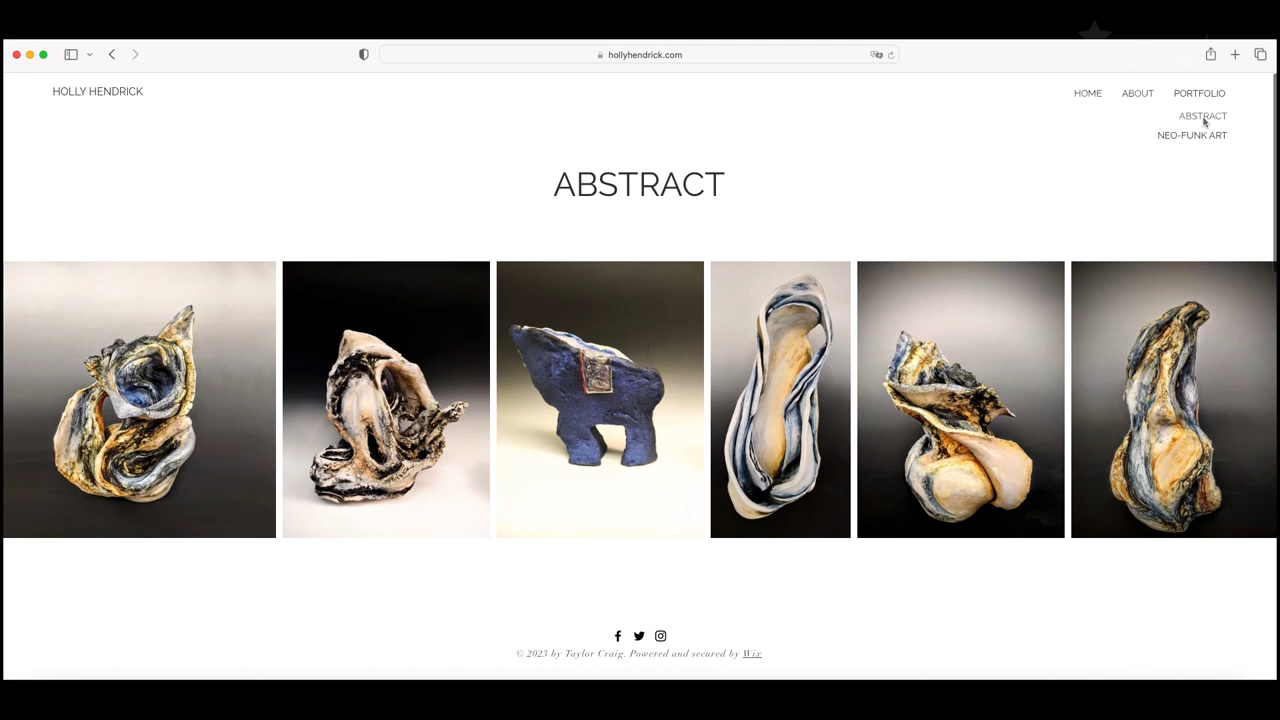 hollyhendrick.com
HOLLY HENDRICK
HOME ABOUT PORTFOLIO
ABSTRACT
NEO-FUNK ART
ABSTRACT
© 2023 by Taylor Craig. Powered and secured by Wix